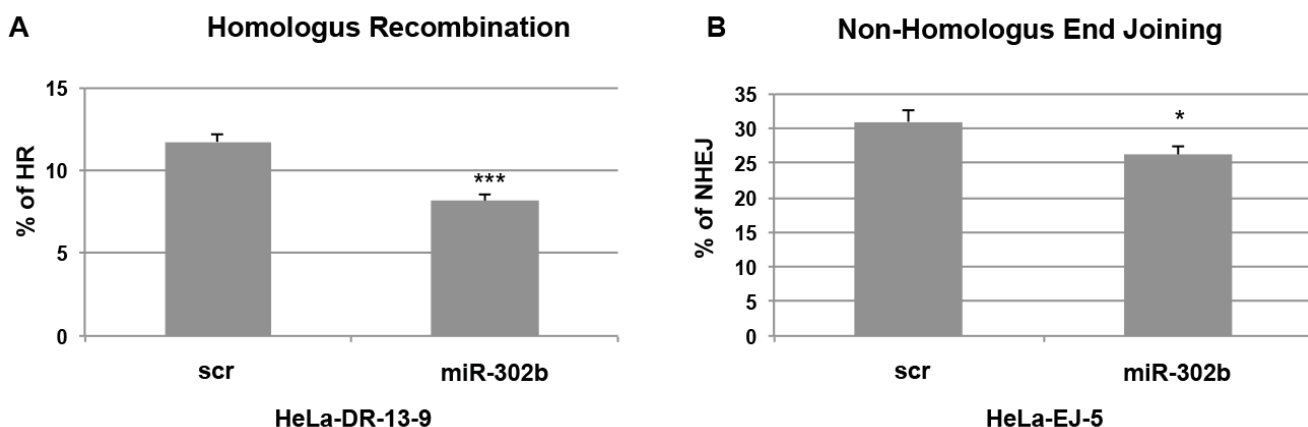 A Homologus Recombination
15
10
5
0
% of HR
***
scr miR-302b
HeLa-DR-13-9
B Non-Homologus End Joining
35
30
25
20
15
10
5
0
% of NHEJ
*
scr miR-302b
HeLa-EJ-5